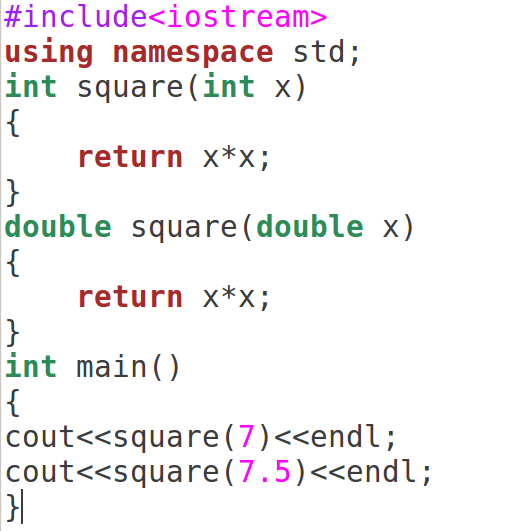 #include<iostream>
using namespace std;
int square(int x)
{
    return x*x;
}
double square(double x)
{
    return x*x;
}
int main()
{
cout<<square(7)<<endl;
cout<<square(7.5)<<endl;
}